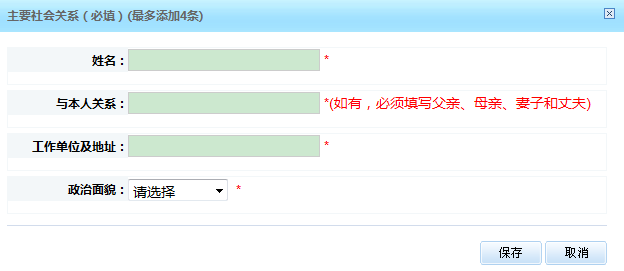 主要社会关系（必填）(最多添加4条)
姓名：*
与本人关系：*(如有，必须填写父亲、母亲、妻子和丈夫)
工作单位及地址：*
政治面貌：请选择 *
保存 取消